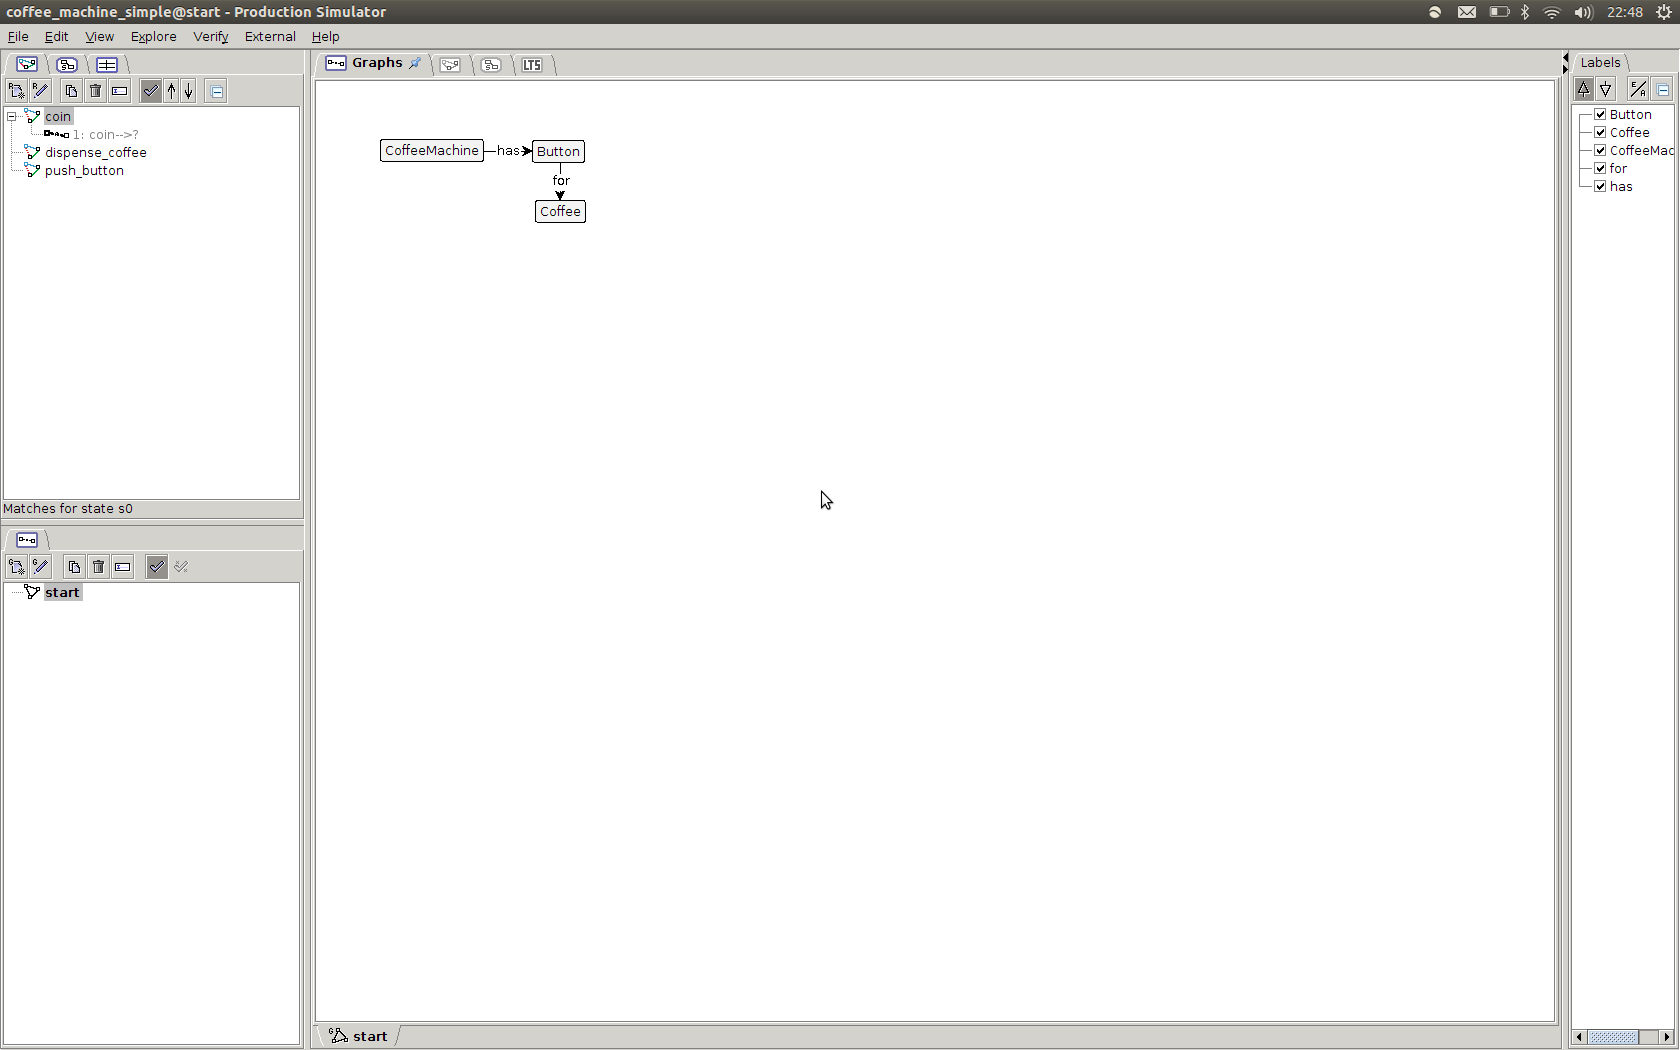 coffee_machine_simple@start - Production Simulator
22:48
File Edit View Explore Verify External Help
Graphs
LTS
Labels
coin
1: coin-->?
dispense_coffee
push_button
Matches for state s0
start
CoffeeMachine
has
Button
for
Coffee
start
E/A
Button
Coffee
CoffeeMac
for
has